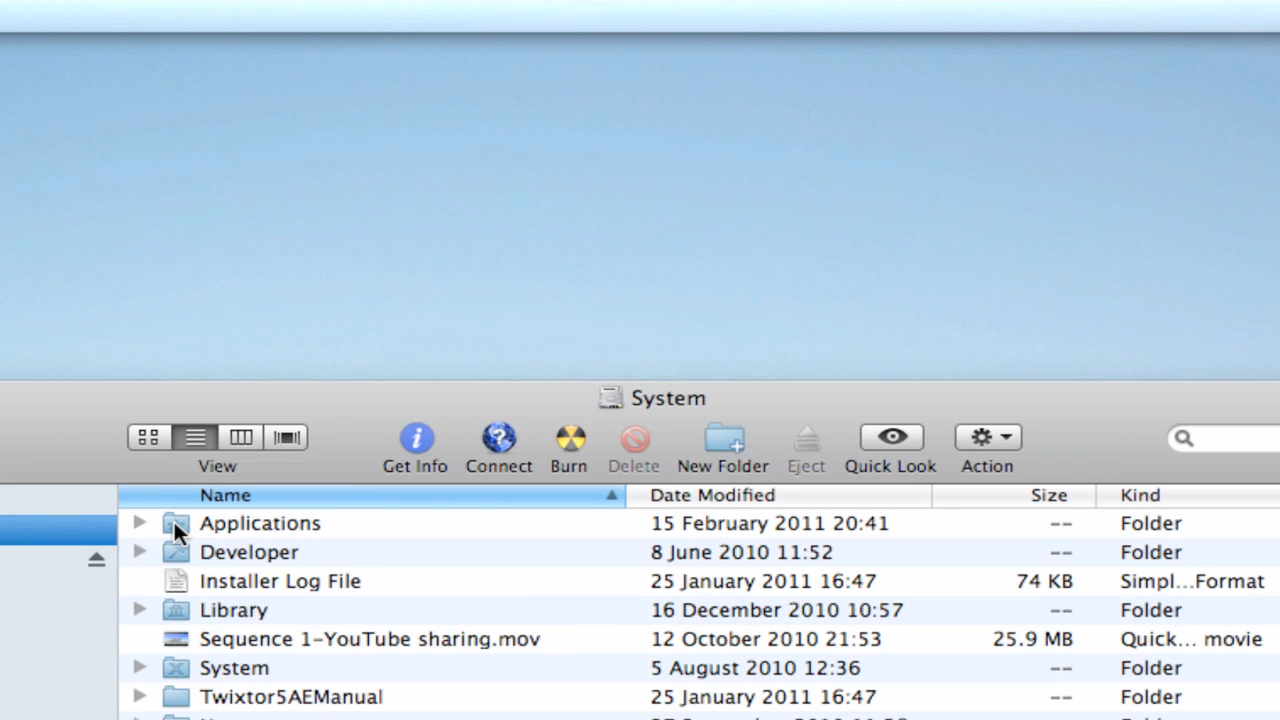 System
View Get Info Connect Burn Delete New Folder Eject Quick Look Action
Name Date Modified Size Kind
Applications 15 February 2011 20:41 -- Folder
Developer 8 June 2010 11:52 -- Folder
Installer Log File 25 January 2011 16:47 74 KB Simpl...Format
Library 16 December 2010 10:57 -- Folder
Sequence 1-YouTube sharing.mov 12 October 2010 21:53 25.9 MB Quick... movie
System 5 August 2010 12:36 -- Folder
Twixtor5AEManual 25 January 2011 16:47 -- Folder